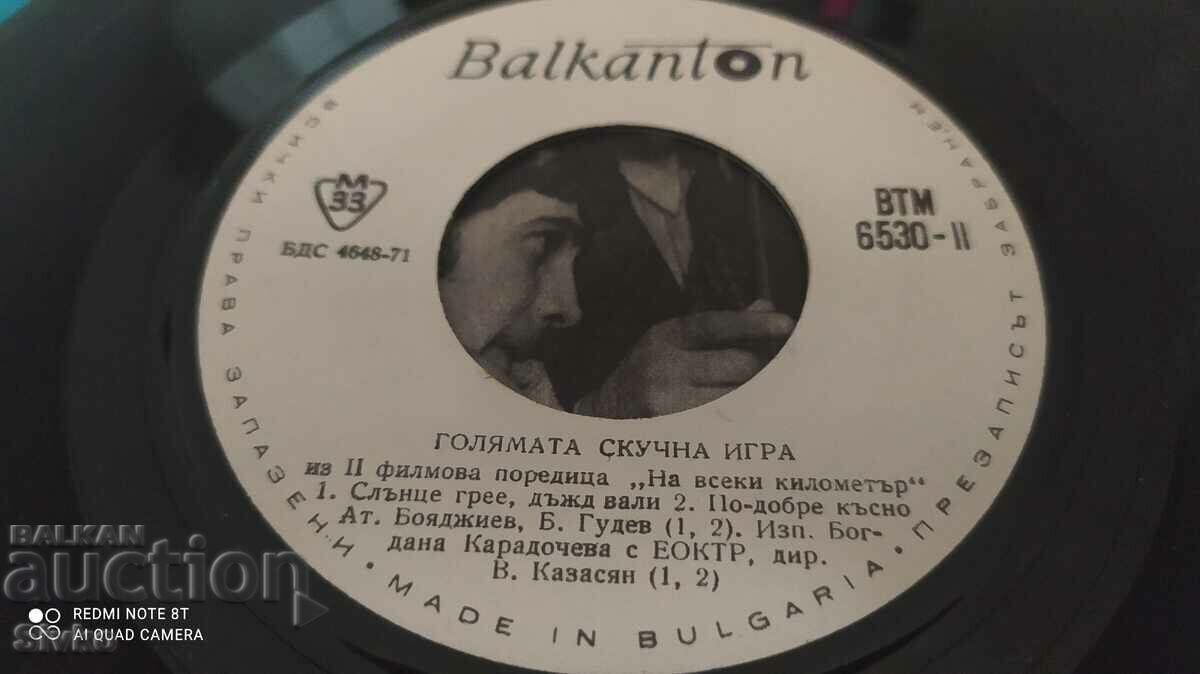 Balkanton
М
33
БДС 4648-71
ВТМ
6530-II
ГОЛЯМАТА СКУЧНА ИГРА
из II филмова поредица „На всеки километър"
1. Слънце грее, дъжд вали 2. По-добре късно
Ат. Бояджиев, Б. Гудев (1, 2). Изп. Бог-
дана Карадочева с ЕОКТР, дир.
В. Казасян (1, 2)
ВСИЧКИ ПРАВА ЗАПАЗЕНИ · MADE IN BULGARIA · ПРЕЗАПИСЪТ ЗАБРАНЕН
BALKAN
auction
REDMI NOTE 8T
AI QUAD CAMERA
Sivko